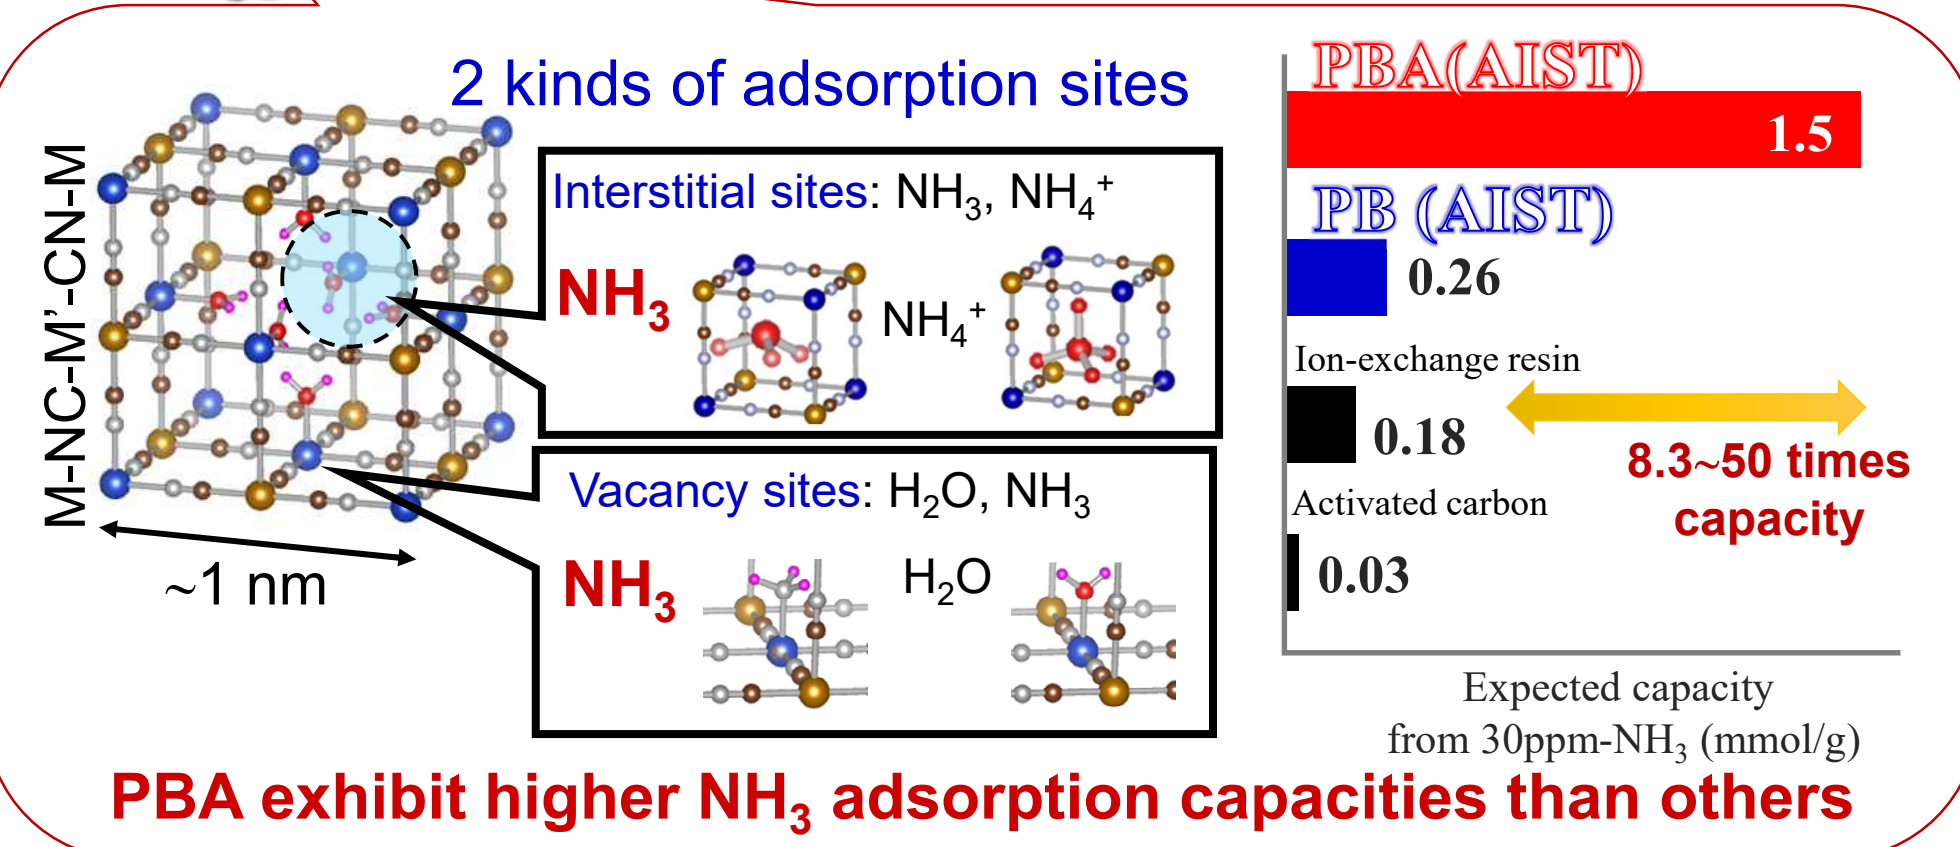 2 kinds of adsorption sites
M-NC-M’-CN-M
~1 nm
Interstitial sites: NH₃, NH₄⁺
NH₃
NH₄⁺
Vacancy sites: H₂O, NH₃
NH₃
H₂O
PBA(AIST)
1.5
PB (AIST)
0.26
Ion-exchange resin
0.18
8.3~50 times
capacity
Activated carbon
0.03
Expected capacity
from 30ppm-NH₃ (mmol/g)
PBA exhibit higher NH₃ adsorption capacities than others